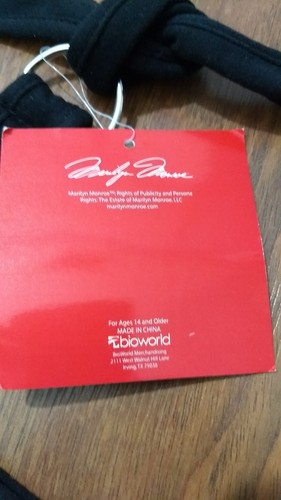 Marilyn Monroe
Marilyn Monroe™; Rights of Publicity and Persona
Rights: The Estate of Marilyn Monroe, LLC
marilynmonroe.com
For Ages 14 and Older
MADE IN CHINA
bioworld
BioWorld Merchandising
2111 West Walnut Hill Lane
Irving,TX 75038